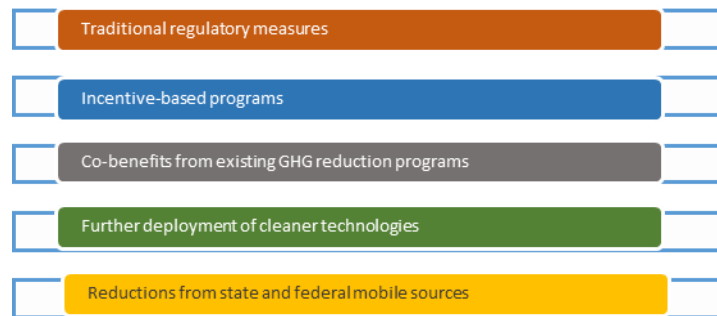 Traditional regulatory measures
Incentive-based programs
Co-benefits from existing GHG reduction programs
Further deployment of cleaner technologies
Reductions from state and federal mobile sources